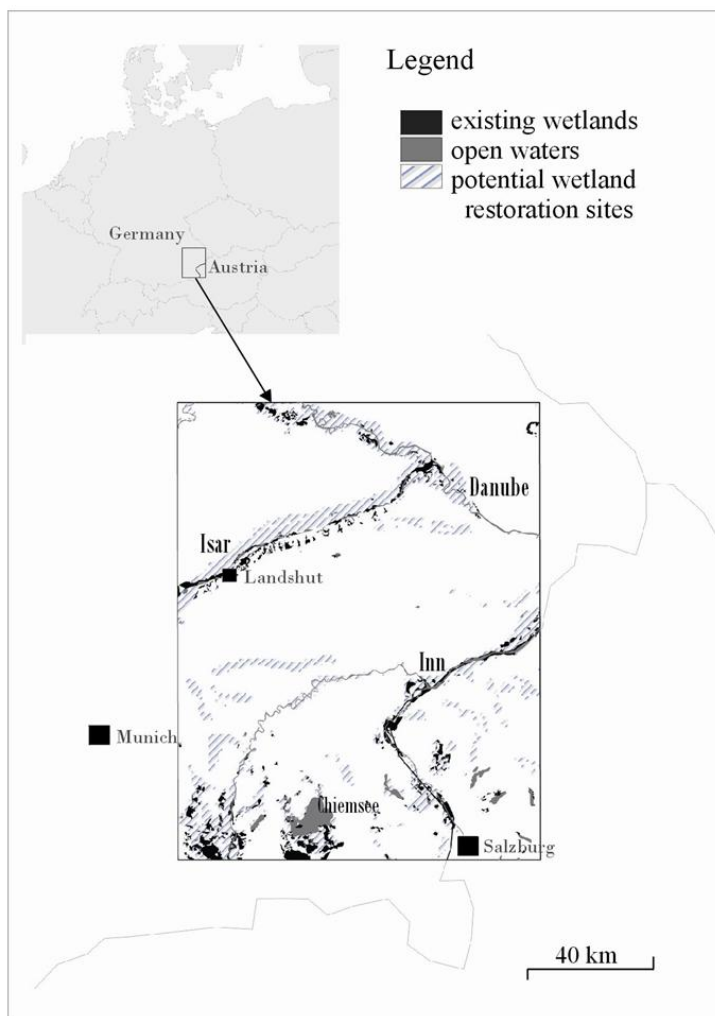 Legend
existing wetlands
open waters
potential wetland
restoration sites
Germany
Austria
Danube
Isar
Landshut
Inn
Munich
Chiemsee
Salzburg
40 km